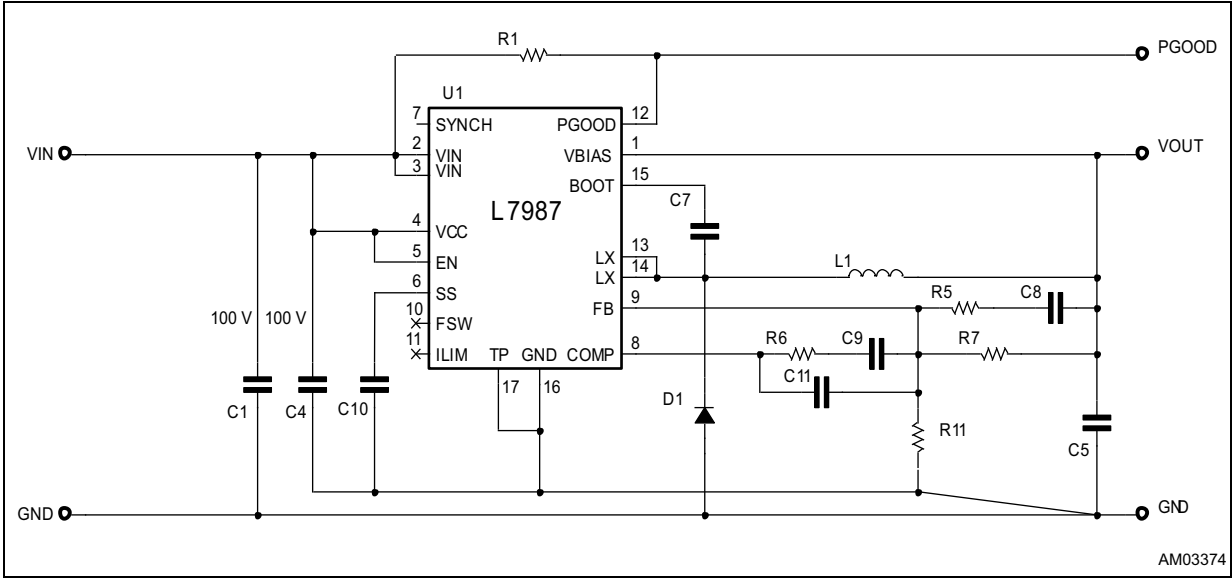 R1
PGOOD
U1
7 SYNCH
PGOOD 12
VIN
2 VIN
3 VIN
VBIAS 1
VOUT
BOOT 15
C7
L7987
4 VCC
5 EN
LX 13
LX 14
L1
6 SS
FB 9
R5 C8
100 V 100 V
10 FSW
11 ILIM
TP GND COMP 8
R6 C9 R7
C11
17 16
C1 C4 C10
D1
R11
C5
GND
GND
AM03374